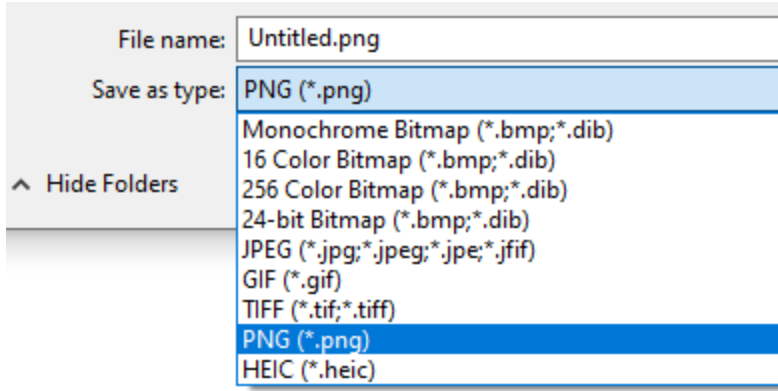 File name: Untitled.png
Save as type: PNG (*.png)
Monochrome Bitmap (*.bmp;*.dib)
16 Color Bitmap (*.bmp;*.dib)
Hide Folders
256 Color Bitmap (*.bmp;*.dib)
24-bit Bitmap (*.bmp;*.dib)
JPEG (*.jpg;*.jpeg;*.jpe;*.jfif)
GIF (*.gif)
TIFF (*.tif;*.tiff)
PNG (*.png)
HEIC (*.heic)